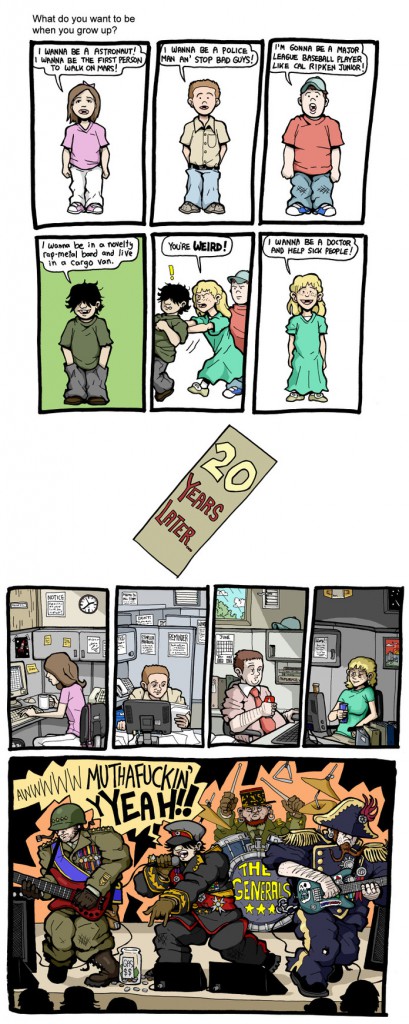 What do you want to be
when you grow up?
I WANNA BE A ASTRONAUT!
I WANNA BE THE FIRST PERSON
TO WALK ON MARS!
I WANNA BE A POLICE
MAN AN' STOP BAD GUYS!
I'M GONNA BE A MAJOR
LEAGUE BASEBALL PLAYER
LIKE CAL RIPKEN JUNIOR!
I wanna be in a novelty
rap-metal band and live
in a cargo van.
!
YOU'RE WEIRD!
I WANNA BE A DOCTOR
AND HELP SICK PEOPLE!
20
YEARS
LATER...
NOTICE
REMINDER
JUNE
AWWWWW MUTHAFUCKIN'
YYEAH!!
THE
GENERALS
GAS
$$